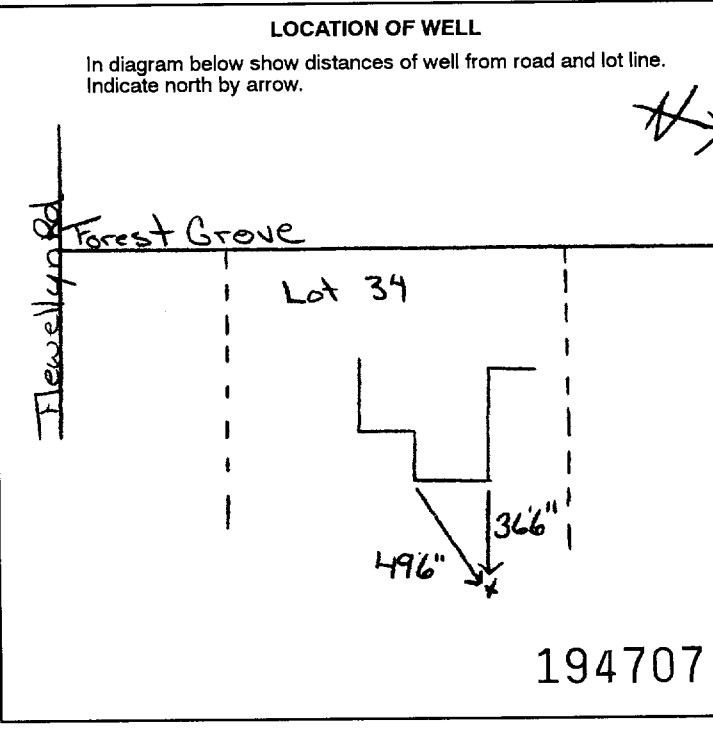 LOCATION OF WELL
In diagram below show distances of well from road and lot line.
Indicate north by arrow.
N
Flewellyn Rd
Forest Grove
Lot 34
36'6"
49'6"
x
194707